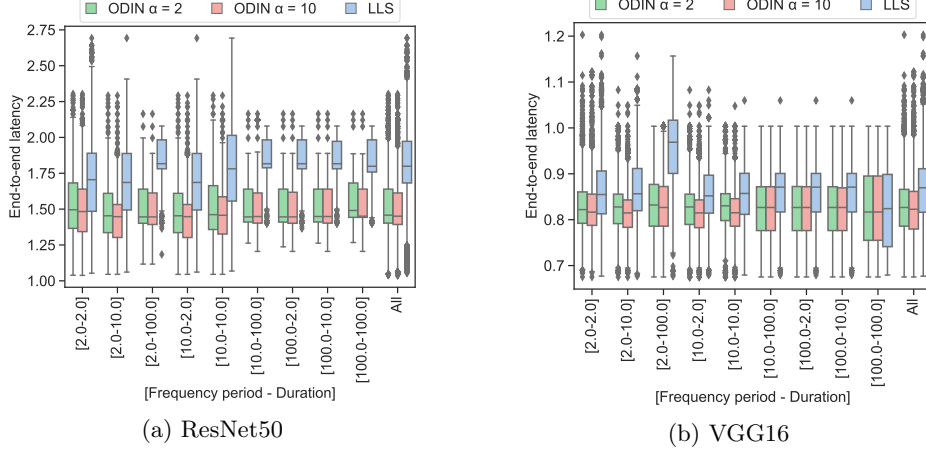 ODIN α = 2 ODIN α = 10 LLS
End-to-end latency
2.75
2.50
2.25
2.00
1.75
1.50
1.25
1.00
[2.0-2.0] [2.0-10.0] [2.0-100.0] [10.0-2.0] [10.0-10.0] [10.0-100.0] [100.0-2.0] [100.0-10.0] [100.0-100.0] All
[Frequency period - Duration]
(a) ResNet50
ODIN α = 2 ODIN α = 10 LLS
End-to-end latency
1.2
1.1
1.0
0.9
0.8
0.7
[2.0-2.0] [2.0-10.0] [2.0-100.0] [10.0-2.0] [10.0-10.0] [10.0-100.0] [100.0-2.0] [100.0-10.0] [100.0-100.0] All
[Frequency period - Duration]
(b) VGG16